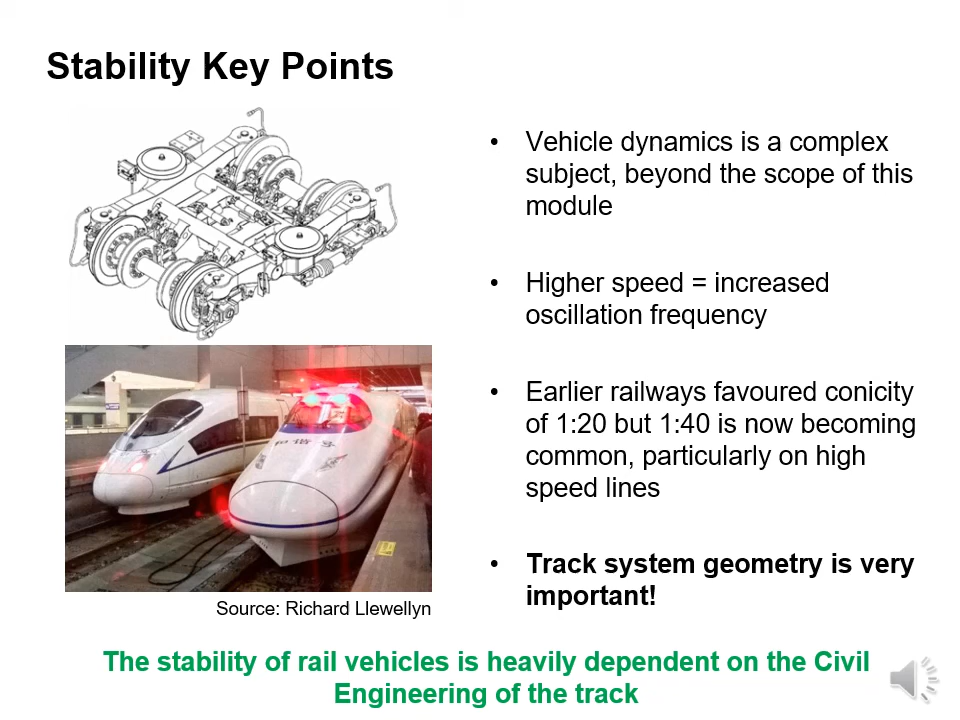 Stability Key Points
• Vehicle dynamics is a complex
subject, beyond the scope of this
module
• Higher speed = increased
oscillation frequency
• Earlier railways favoured conicity
of 1:20 but 1:40 is now becoming
common, particularly on high
speed lines
• Track system geometry is very
important!
和谐号
Source: Richard Llewellyn
The stability of rail vehicles is heavily dependent on the Civil
Engineering of the track